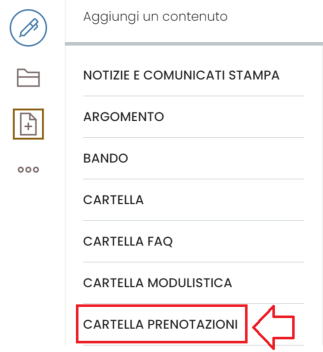 Aggiungi un contenuto
NOTIZIE E COMUNICATI STAMPA
ARGOMENTO
BANDO
CARTELLA
CARTELLA FAQ
CARTELLA MODULISTICA
CARTELLA PRENOTAZIONI